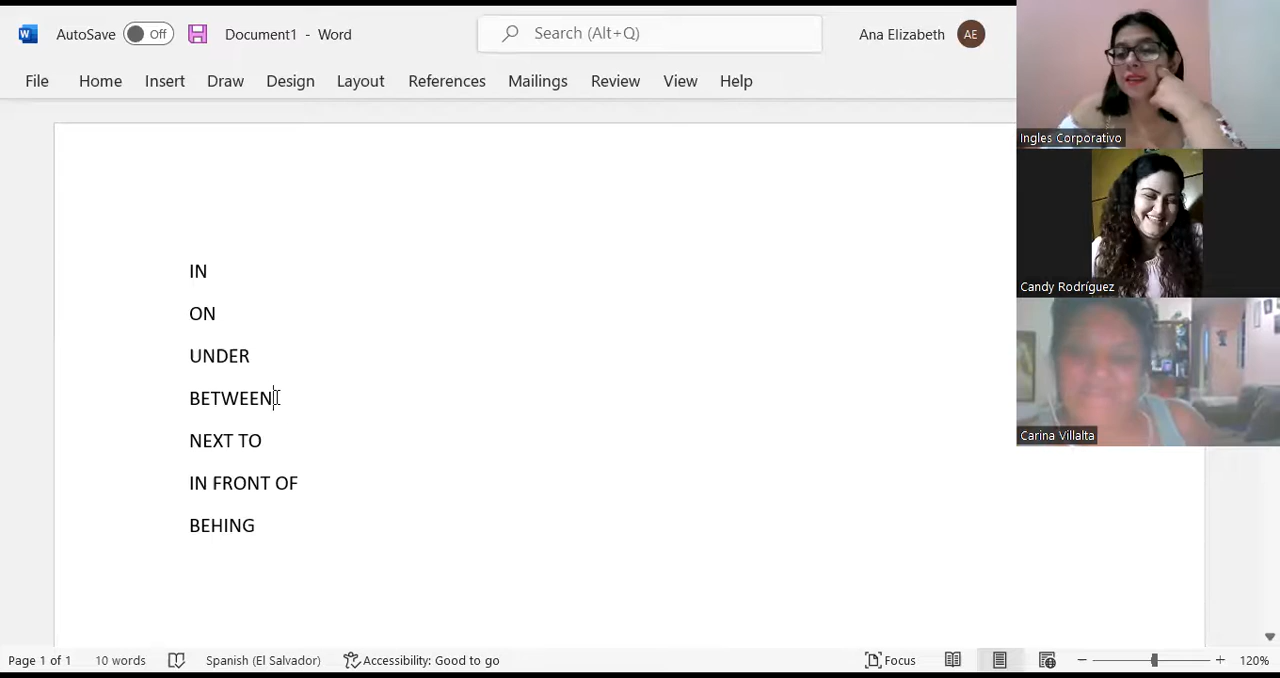 AutoSave Off Document1 - Word Search (Alt+Q) Ana Elizabeth AE
File Home Insert Draw Design Layout References Mailings Review View Help
Ingles Corporativo
Candy Rodríguez
Carina Villalta
IN
ON
UNDER
BETWEEN
NEXT TO
IN FRONT OF
BEHING
Page 1 of 1 10 words Spanish (El Salvador) Accessibility: Good to go Focus 120%